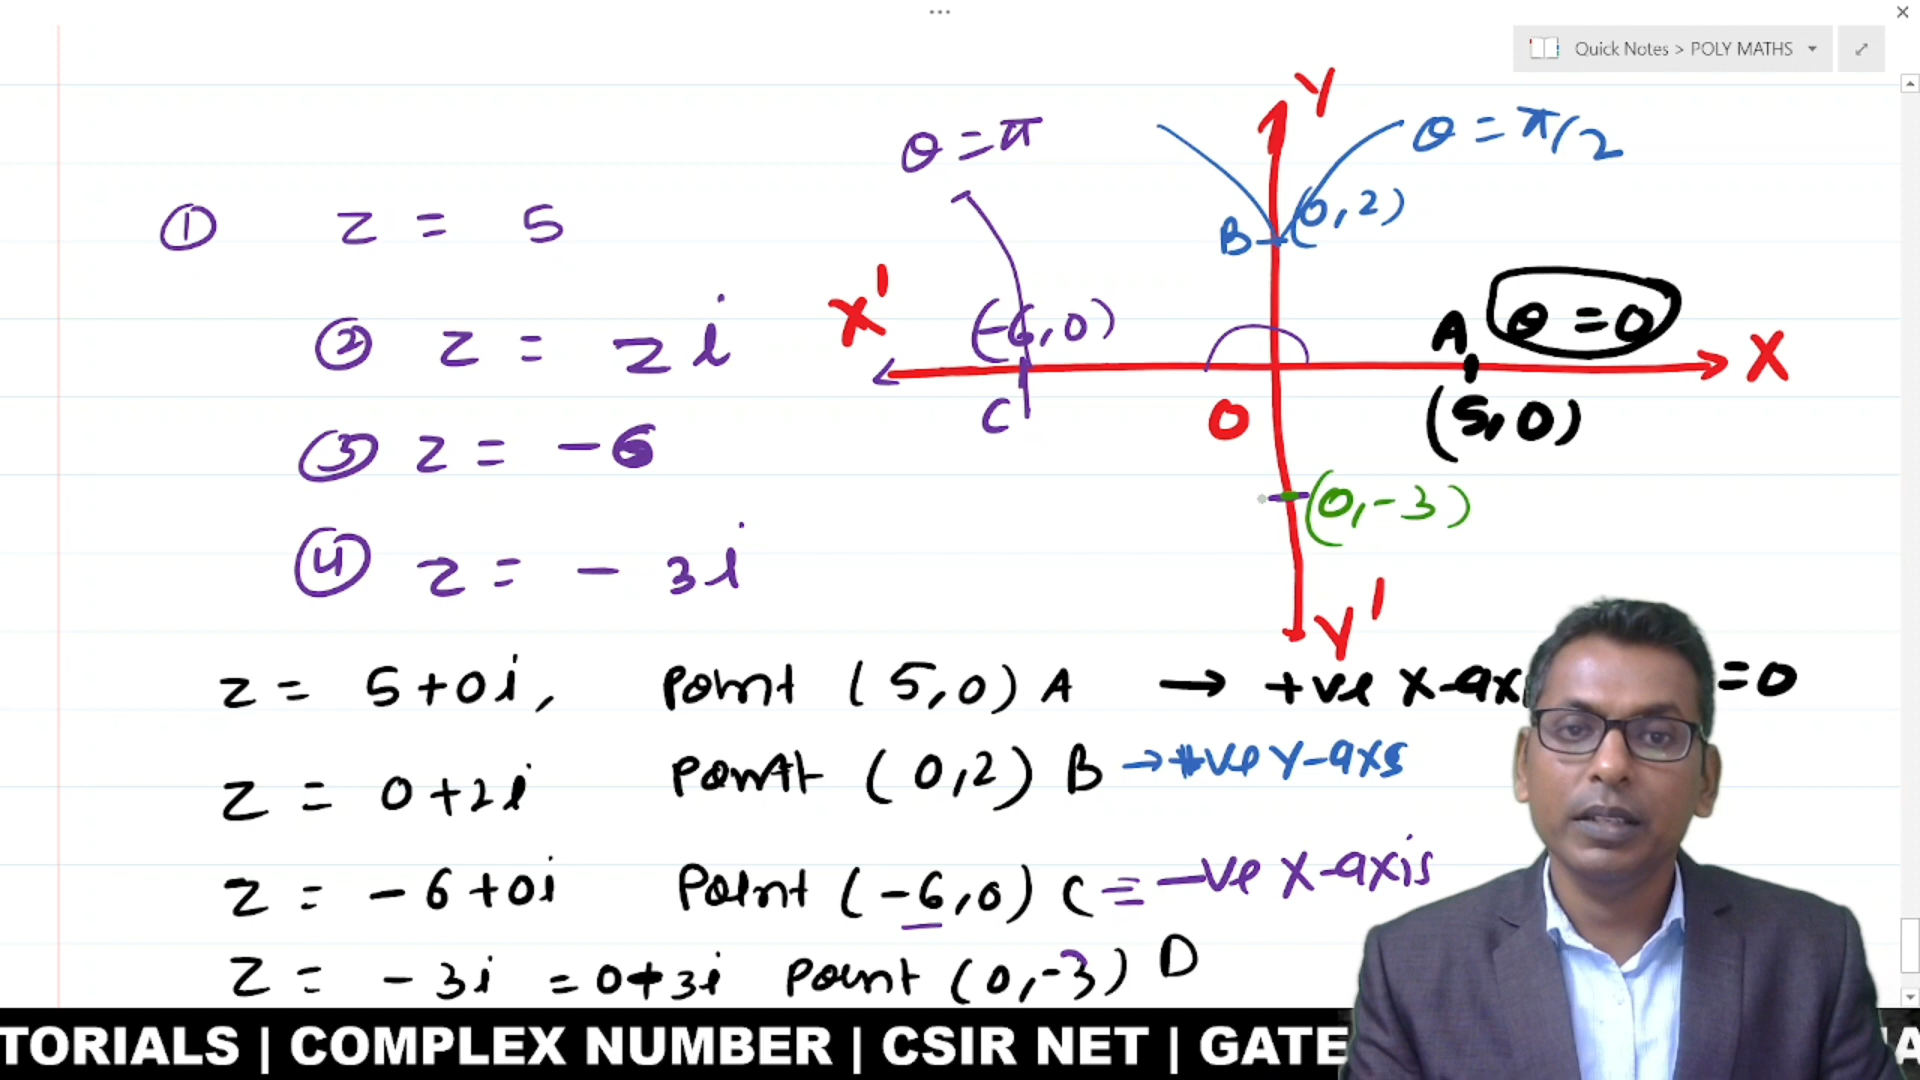 Quick Notes > POLY MATHS
Y
θ = π
θ = π/2
① z = 5
B (0,2)
X'
② z = 2i
(-6,0)
A θ = 0
X
C
O
(5,0)
③ z = -6
(0,-3)
④ z = - 3i
Y'
z = 5+0i, Point (5,0) A → +ve X-ax =0
z = 0+2i Point (0,2) B → +ve Y-axs
z = -6+0i Point (-6,0) C = -ve X-axis
z = -3i = 0+3i Point (0,-3) D
TORIALS | COMPLEX NUMBER | CSIR NET | GATE A